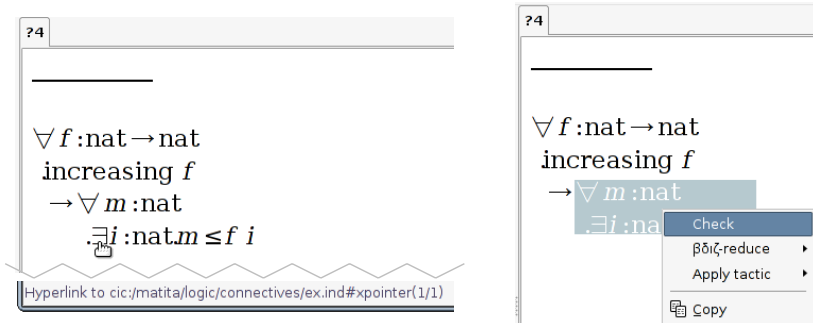 ?4
∀ f :nat→nat
.increasing f
→∀ m :nat
.∃i :nat.m ≤f i
Hyperlink to cic:/matita/logic/connectives/ex.ind#xpointer(1/1)
?4
∀ f :nat→nat
.increasing f
→∀ m :nat
.∃i :na
Check
βδιζ-reduce
Apply tactic
Copy